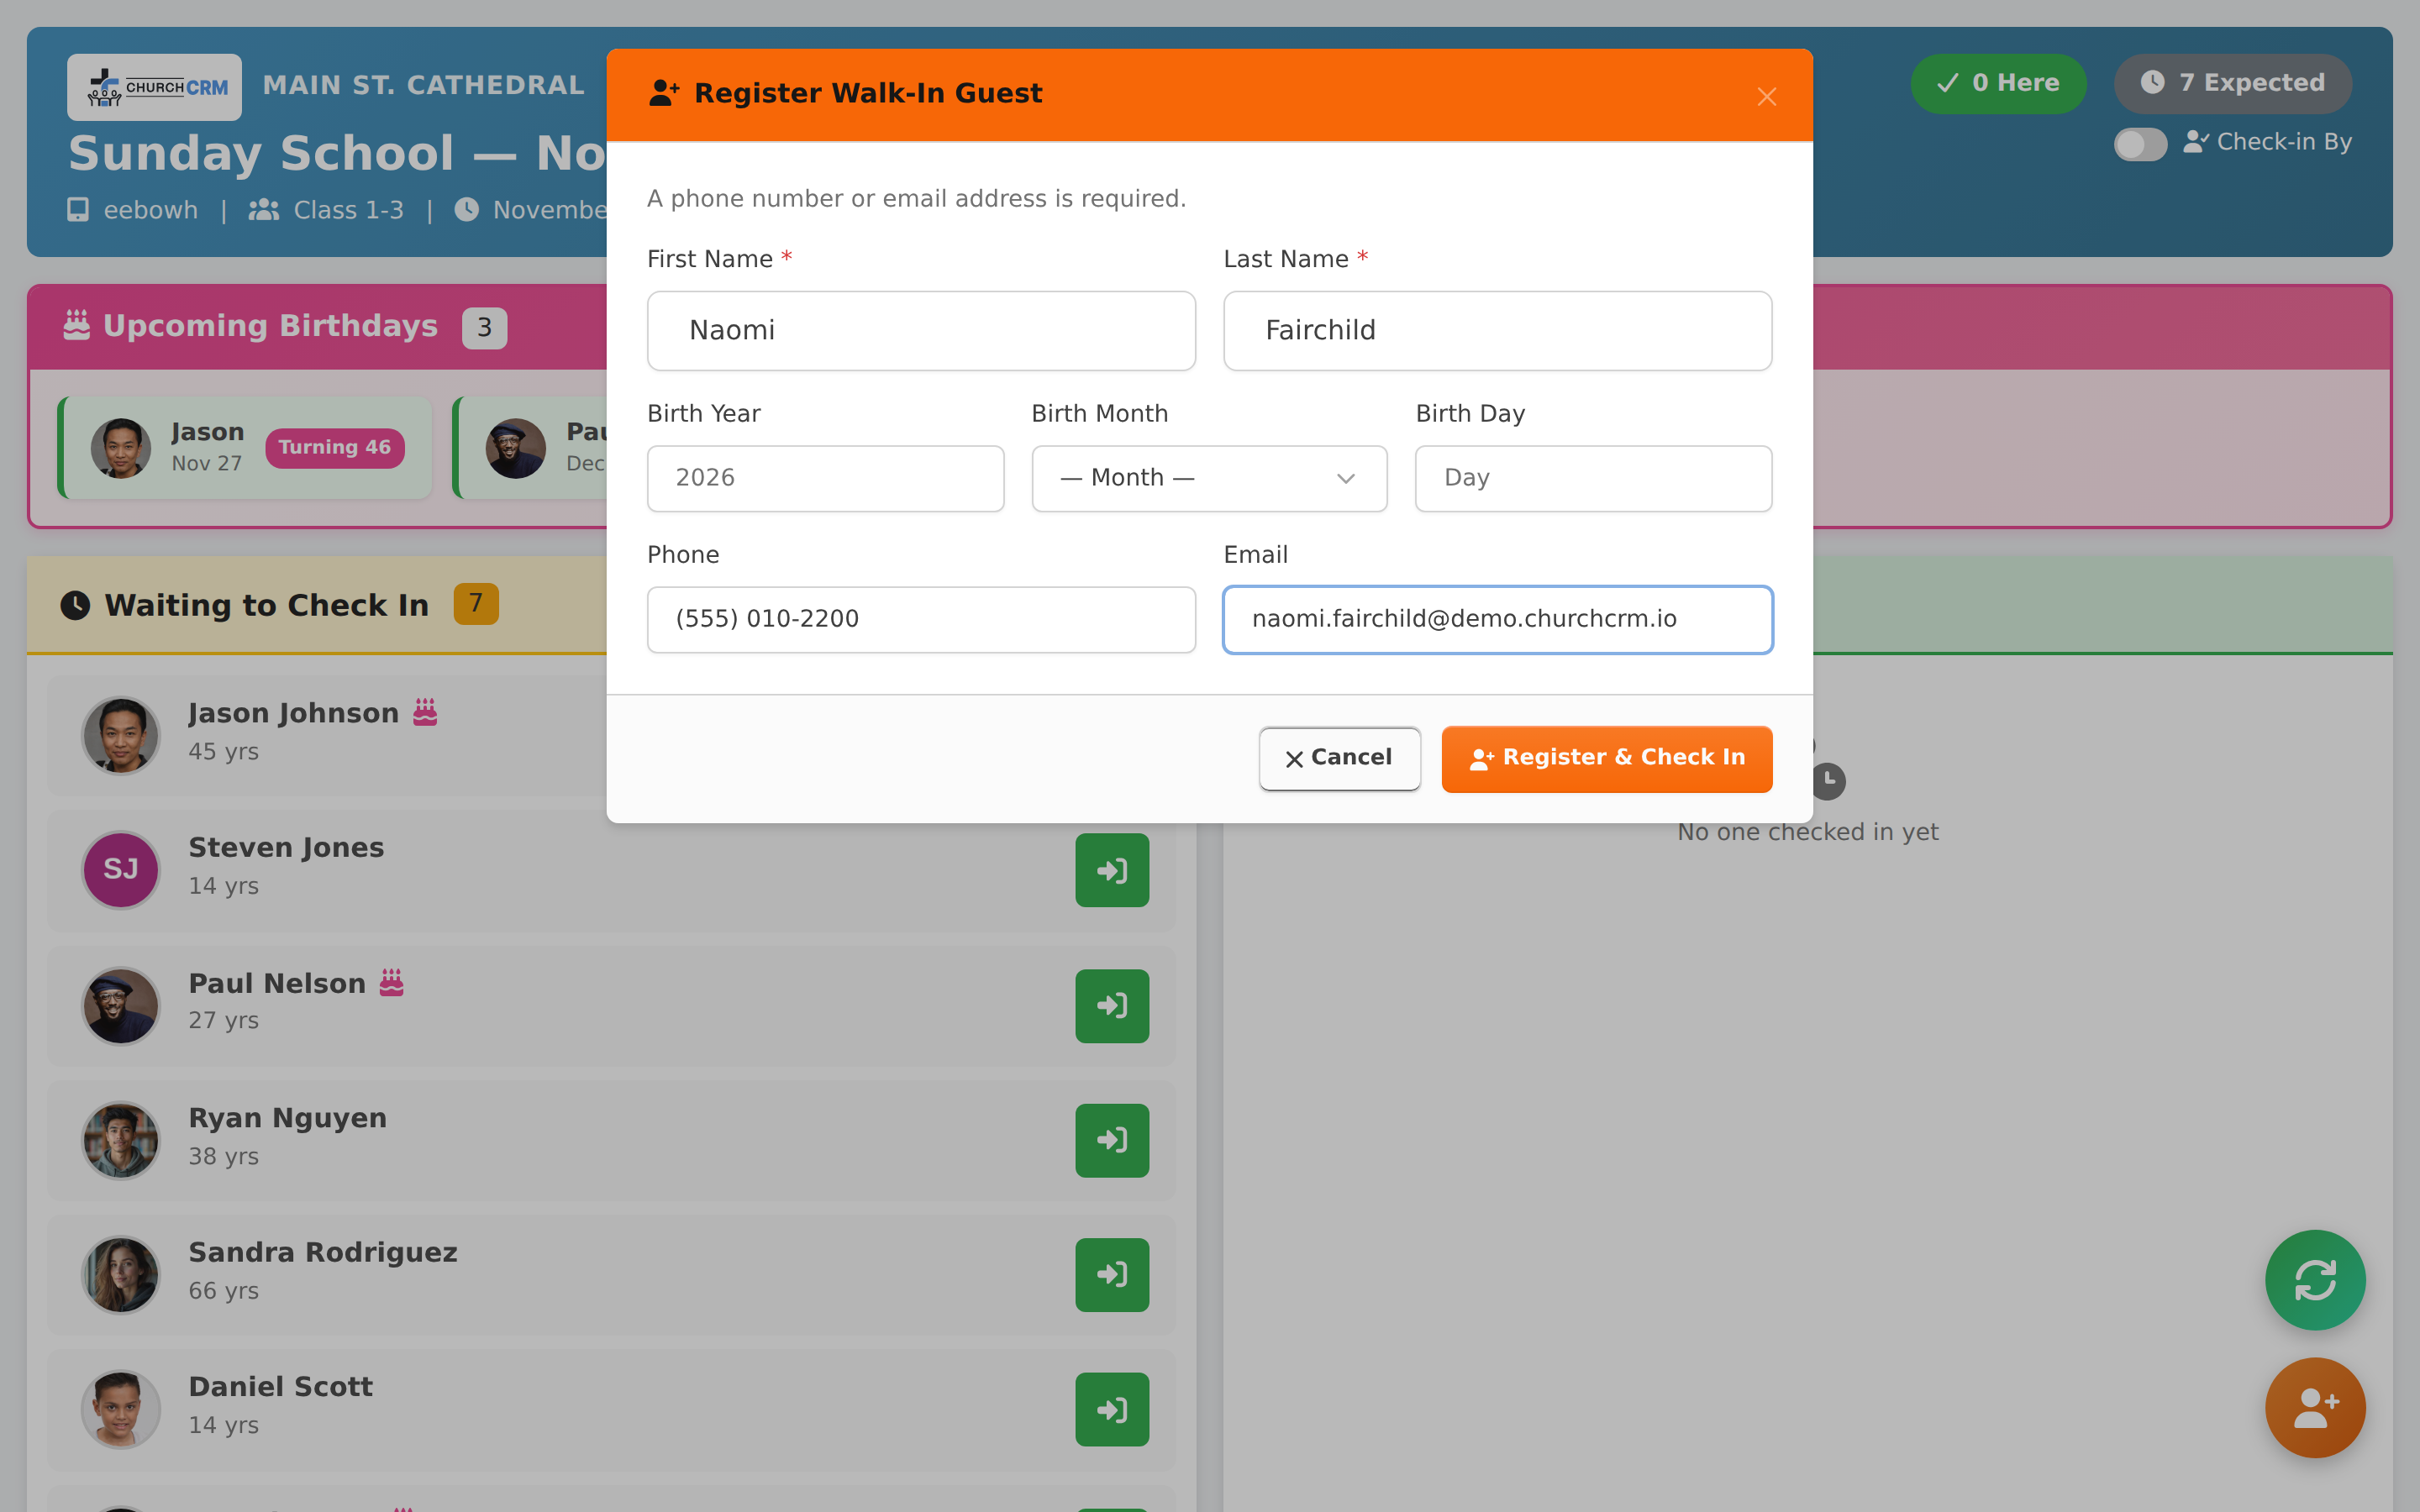 CHURCHCRM
MAIN ST. CATHEDRAL
0 Here
7 Expected
Check-in By
Sunday School — No
eebowh | Class 1-3 | Novembe
Upcoming Birthdays 3
Jason
Nov 27
Turning 46
Pau
Dec
Waiting to Check In 7
Jason Johnson
45 yrs
SJ
Steven Jones
14 yrs
Paul Nelson
27 yrs
Ryan Nguyen
38 yrs
Sandra Rodriguez
66 yrs
Daniel Scott
14 yrs
No one checked in yet
Register Walk-In Guest
A phone number or email address is required.
First Name *
Last Name *
Naomi
Fairchild
Birth Year
Birth Month
Birth Day
2026
— Month —
Day
Phone
Email
(555) 010-2200
naomi.fairchild@demo.churchcrm.io
Cancel
Register & Check In